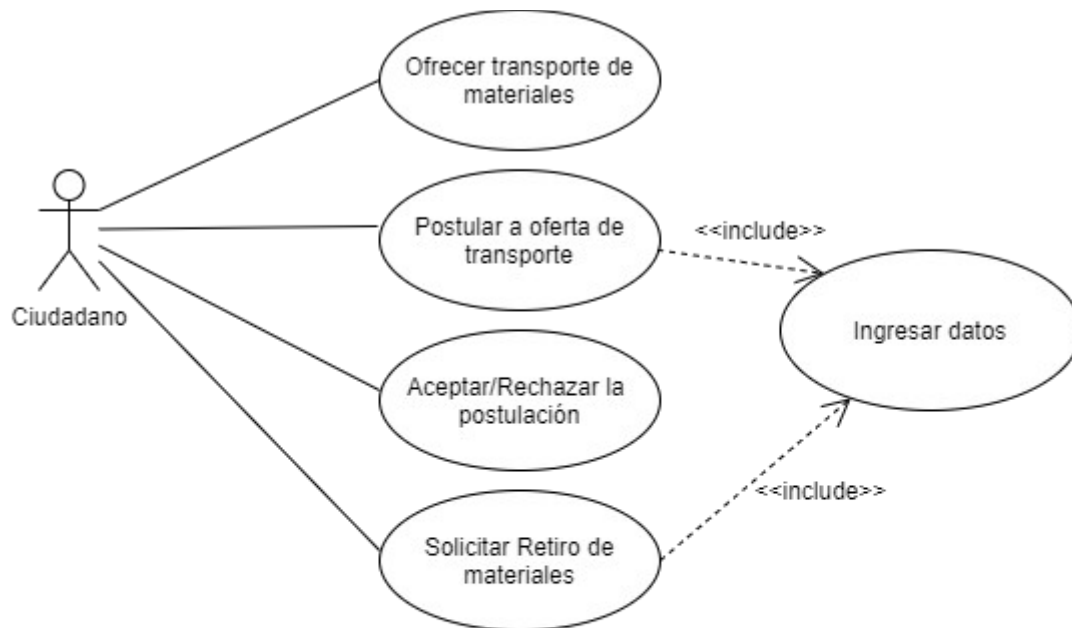 Ofrecer transporte de
materiales
Postular a oferta de
transporte
<<include>>
Ciudadano
Ingresar datos
Aceptar/Rechazar la
postulación
<<include>>
Solicitar Retiro de
materiales